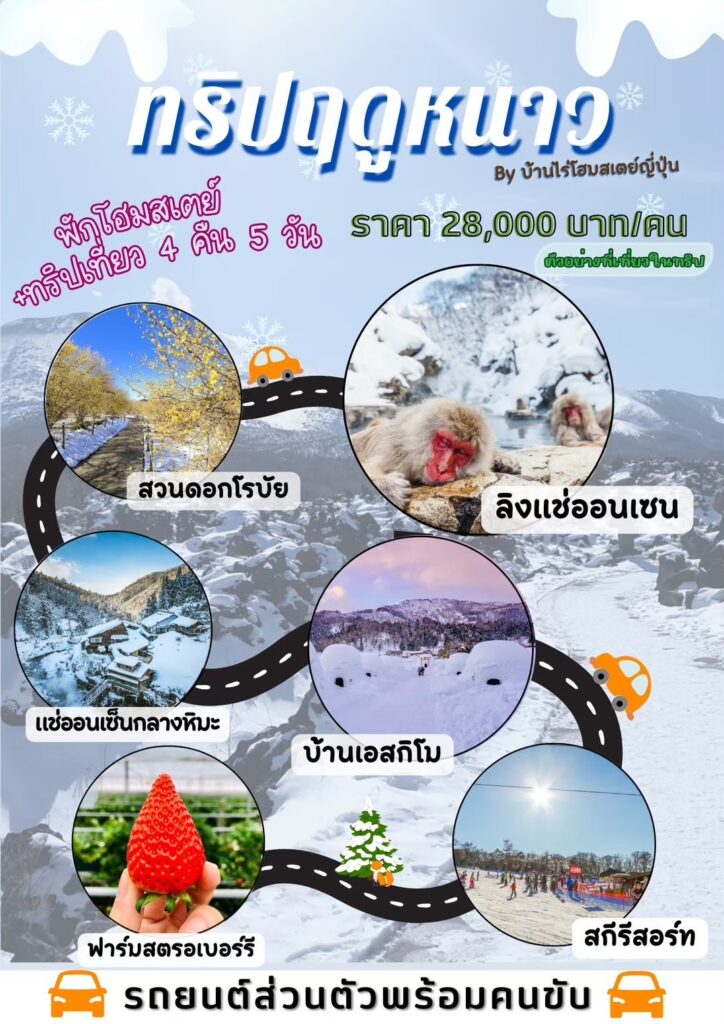 ทริปฤดูหนาว
By บ้านไร่โฮมสเตย์ญี่ปุ่น
พักโฮมสเตย์
+ทริปเที่ยว 4 คืน 5 วัน
ราคา 28,000 บาท/คน
ตัวอย่างที่เที่ยวในทริป
สวนดอกโรบัย
ลิงแช่ออนเซน
แช่ออนเซ็นกลางหิมะ
บ้านเอสกิโม
ฟาร์มสตรอเบอร์รี
สกีรีสอร์ท
รถยนต์ส่วนตัวพร้อมคนขับ